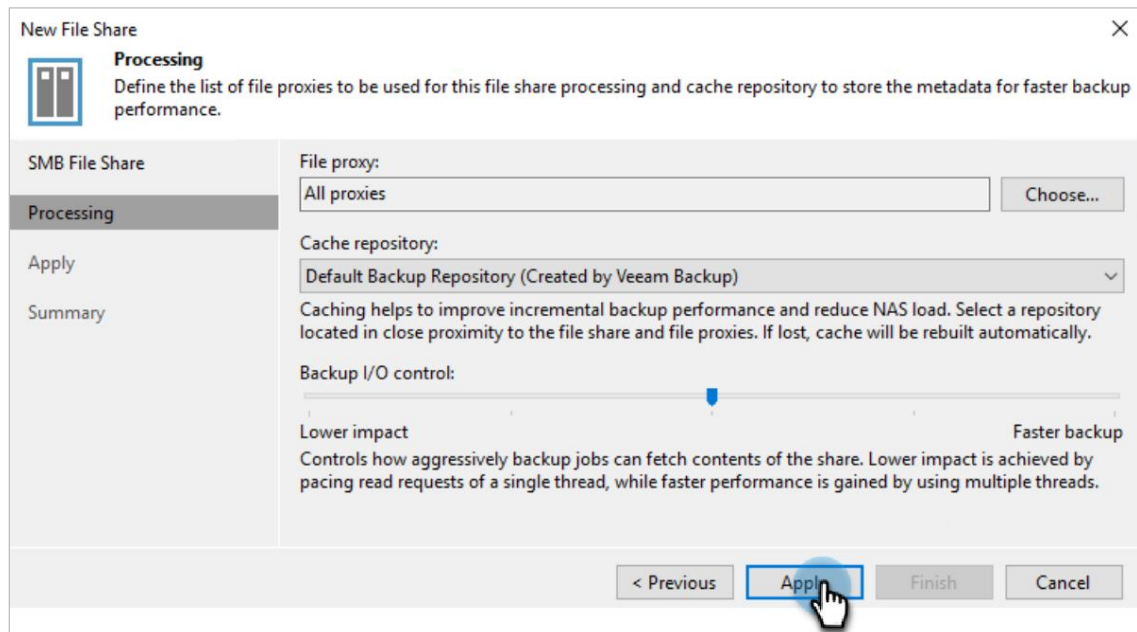 New File Share
Processing
Define the list of file proxies to be used for this file share processing and cache repository to store the metadata for faster backup
performance.
SMB File Share
Processing
Apply
Summary
File proxy:
All proxies
Choose...
Cache repository:
Default Backup Repository (Created by Veeam Backup)
Caching helps to improve incremental backup performance and reduce NAS load. Select a repository
located in close proximity to the file share and file proxies. If lost, cache will be rebuilt automatically.
Backup I/O control:
Lower impact
Faster backup
Controls how aggressively backup jobs can fetch contents of the share. Lower impact is achieved by
pacing read requests of a single thread, while faster performance is gained by using multiple threads.
< Previous
Apply
Finish
Cancel